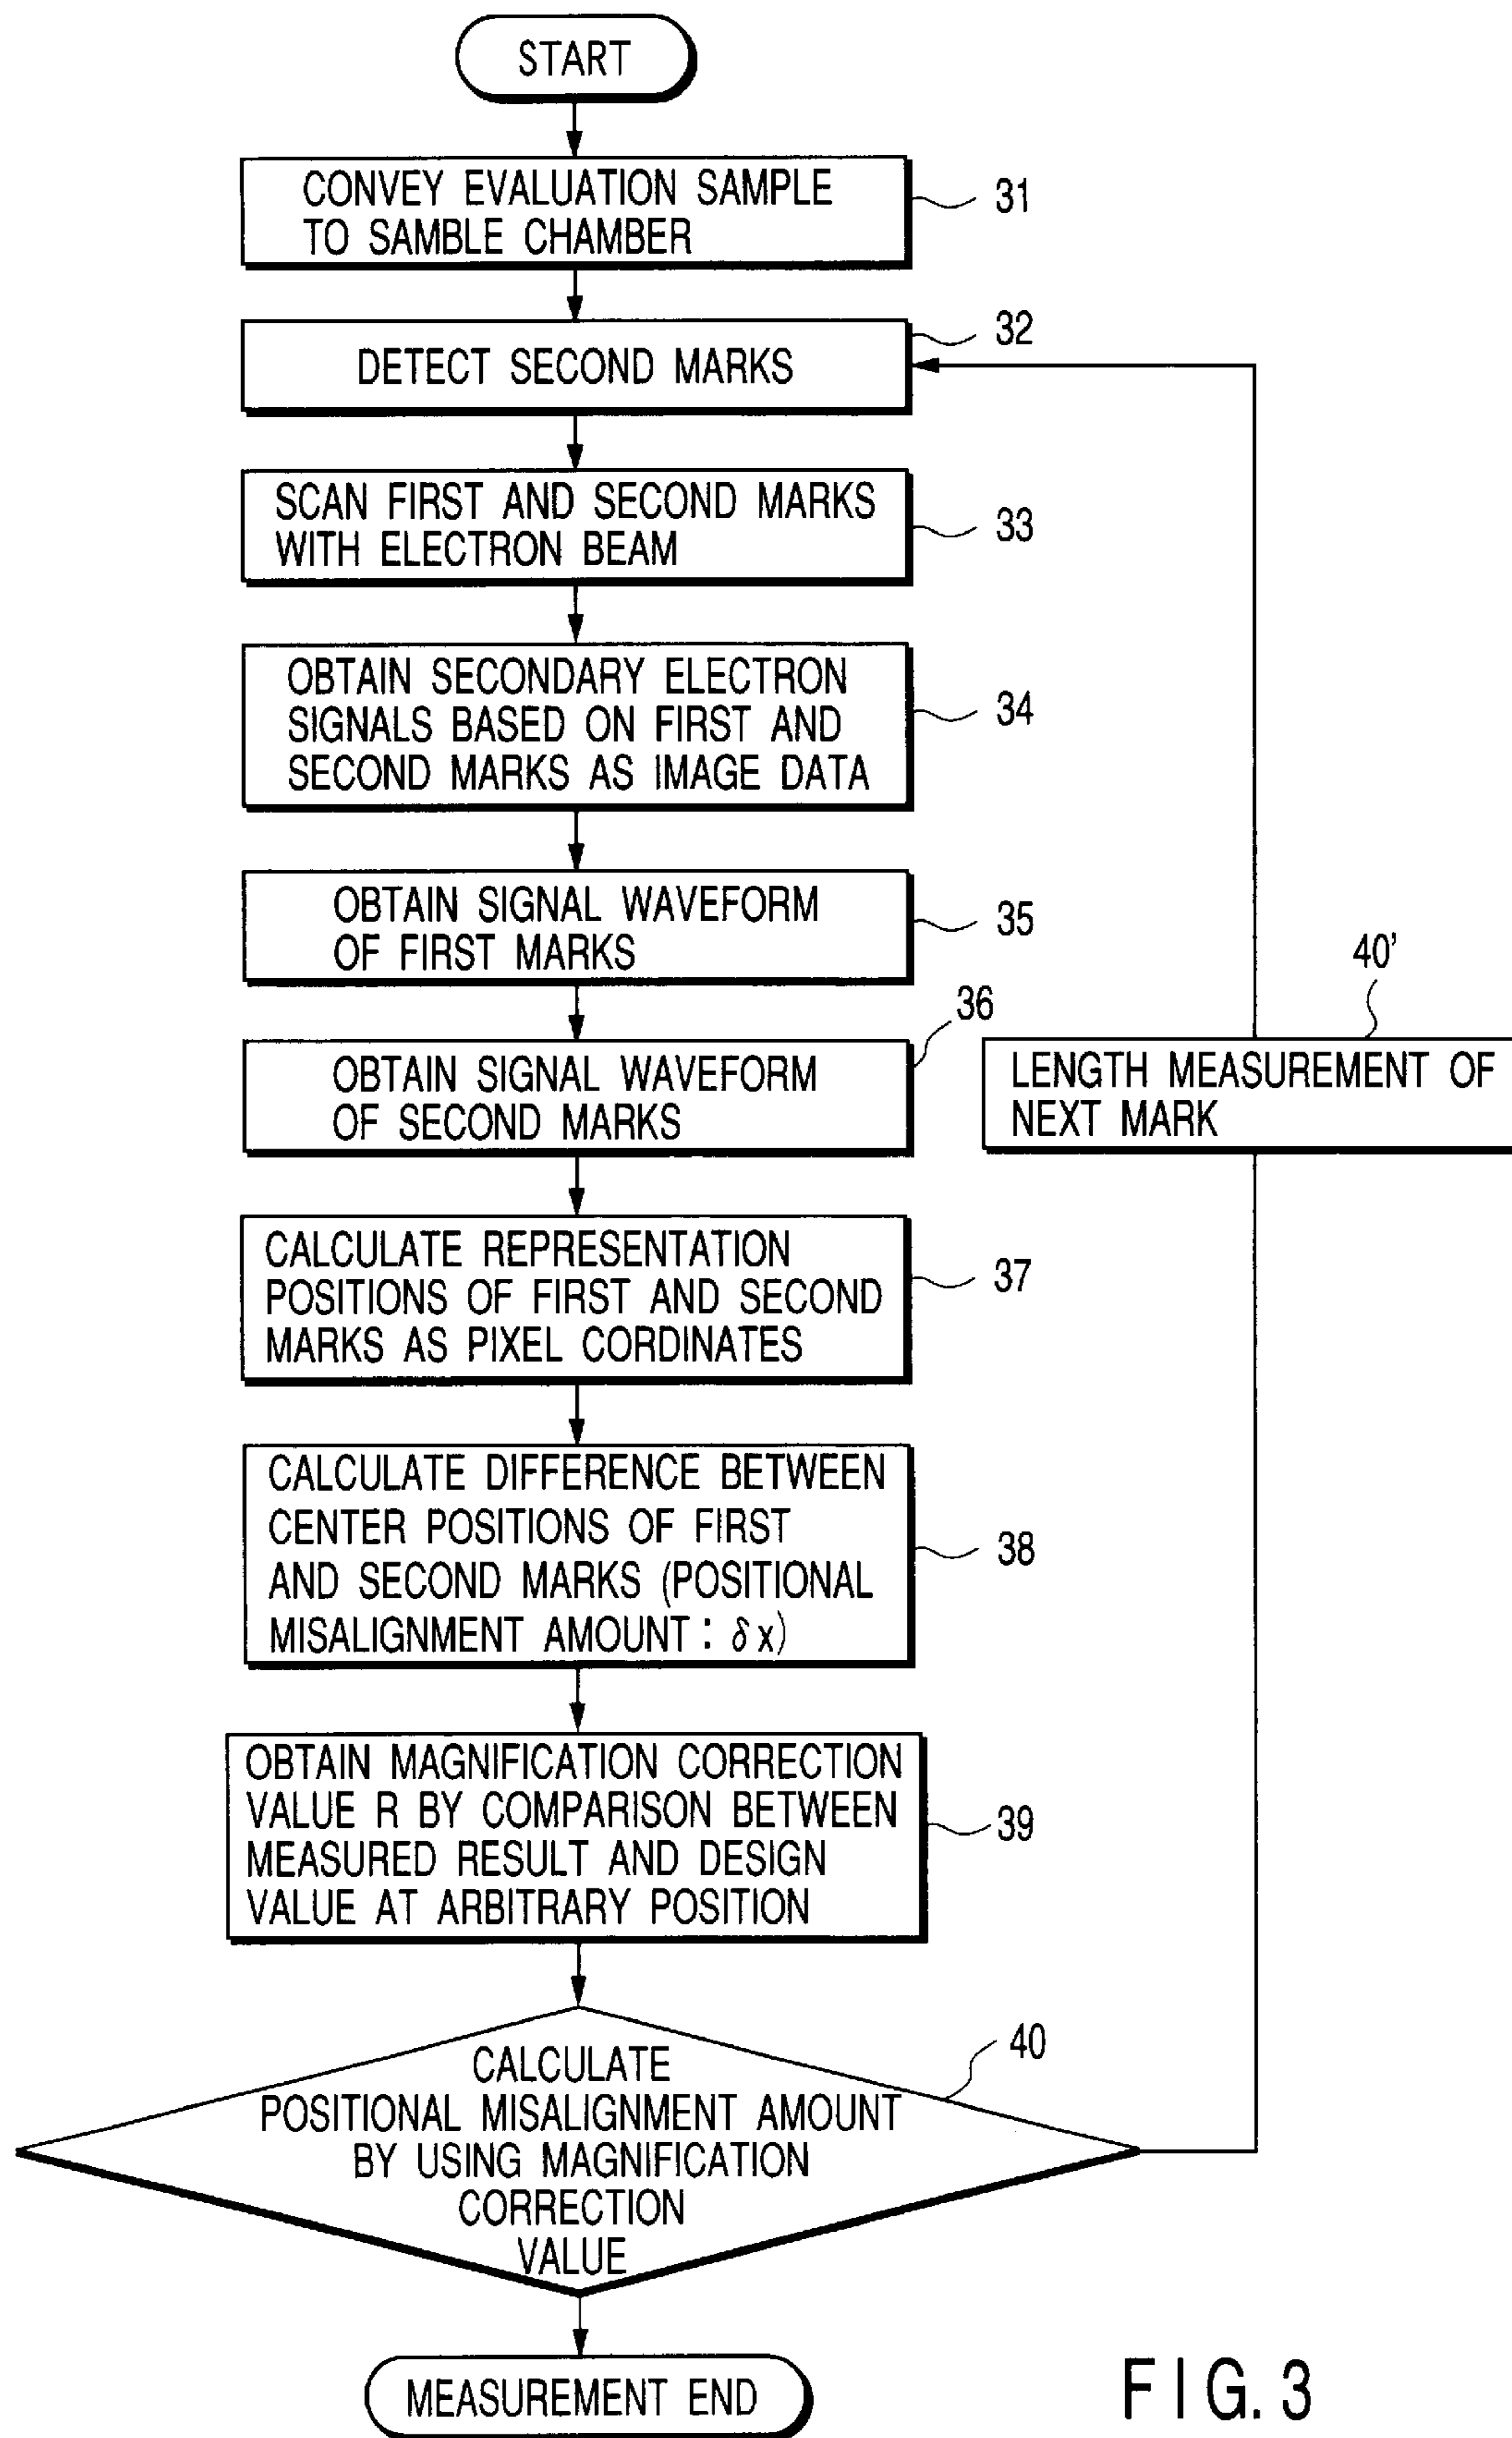 START
CONVEY EVALUATION SAMPLE
TO SAMBLE CHAMBER
31
DETECT SECOND MARKS
32
SCAN FIRST AND SECOND MARKS
WITH ELECTRON BEAM
33
OBTAIN SECONDARY ELECTRON
SIGNALS BASED ON FIRST AND
SECOND MARKS AS IMAGE DATA
34
OBTAIN SIGNAL WAVEFORM
OF FIRST MARKS
35
OBTAIN SIGNAL WAVEFORM
OF SECOND MARKS
36
LENGTH MEASUREMENT OF
NEXT MARK
40'
CALCULATE REPRESENTATION
POSITIONS OF FIRST AND SECOND
MARKS AS PIXEL CORDINATES
37
CALCULATE DIFFERENCE BETWEEN
CENTER POSITIONS OF FIRST
AND SECOND MARKS (POSITIONAL
MISALIGNMENT AMOUNT : δx)
38
OBTAIN MAGNIFICATION CORRECTION
VALUE R BY COMPARISON BETWEEN
MEASURED RESULT AND DESIGN
VALUE AT ARBITRARY POSITION
39
CALCULATE
POSITIONAL MISALIGNMENT AMOUNT
BY USING MAGNIFICATION
CORRECTION
VALUE
40
MEASUREMENT END
FIG. 3